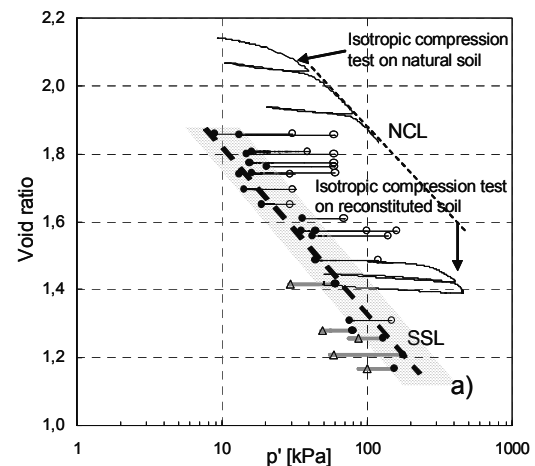 2,2
2,0
1,8
1,6
1,4
1,2
1,0
Void ratio
Isotropic compression
test on natural soil
NCL
Isotropic compression test
on reconstituted soil
SSL
a)
1
10
100
1000
p' [kPa]